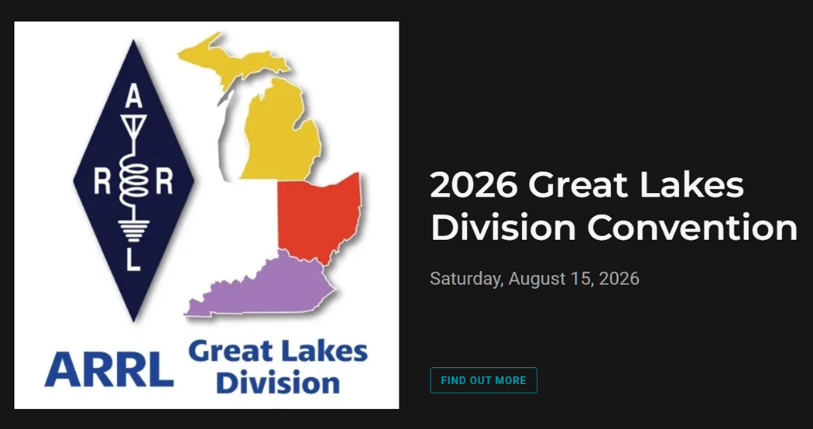 A
R R
L
ARRL
Great Lakes
Division
2026 Great Lakes
Division Convention
Saturday, August 15, 2026
FIND OUT MORE